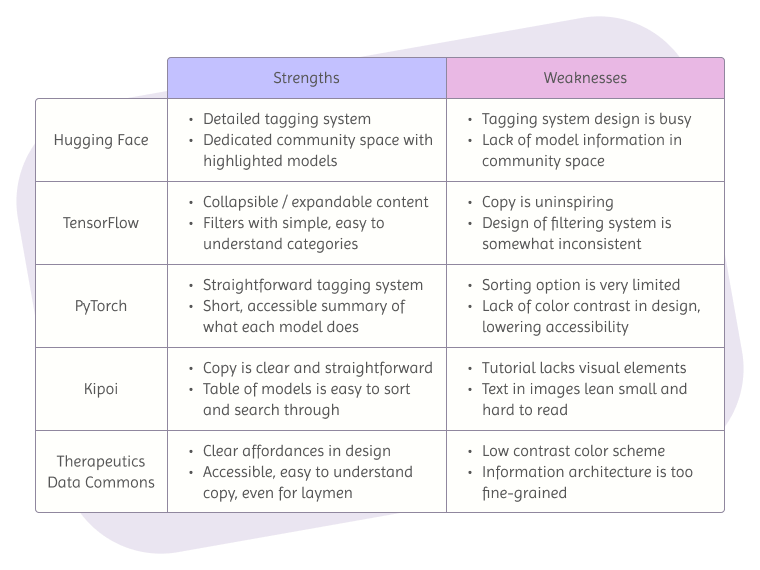 Strengths
Weaknesses
Hugging Face
• Detailed tagging system
• Dedicated community space with
highlighted models
• Tagging system design is busy
• Lack of model information in
community space
TensorFlow
• Collapsible / expandable content
• Filters with simple, easy to
understand categories
• Copy is uninspiring
• Design of filtering system is
somewhat inconsistent
PyTorch
• Straightforward tagging system
• Short, accessible summary of
what each model does
• Sorting option is very limited
• Lack of color contrast in design,
lowering accessibility
Kipoi
• Copy is clear and straightforward
• Table of models is easy to sort
and search through
• Tutorial lacks visual elements
• Text in images lean small and
hard to read
Therapeutics
Data Commons
• Clear affordances in design
• Accessible, easy to understand
copy, even for laymen
• Low contrast color scheme
• Information architecture is too
fine-grained